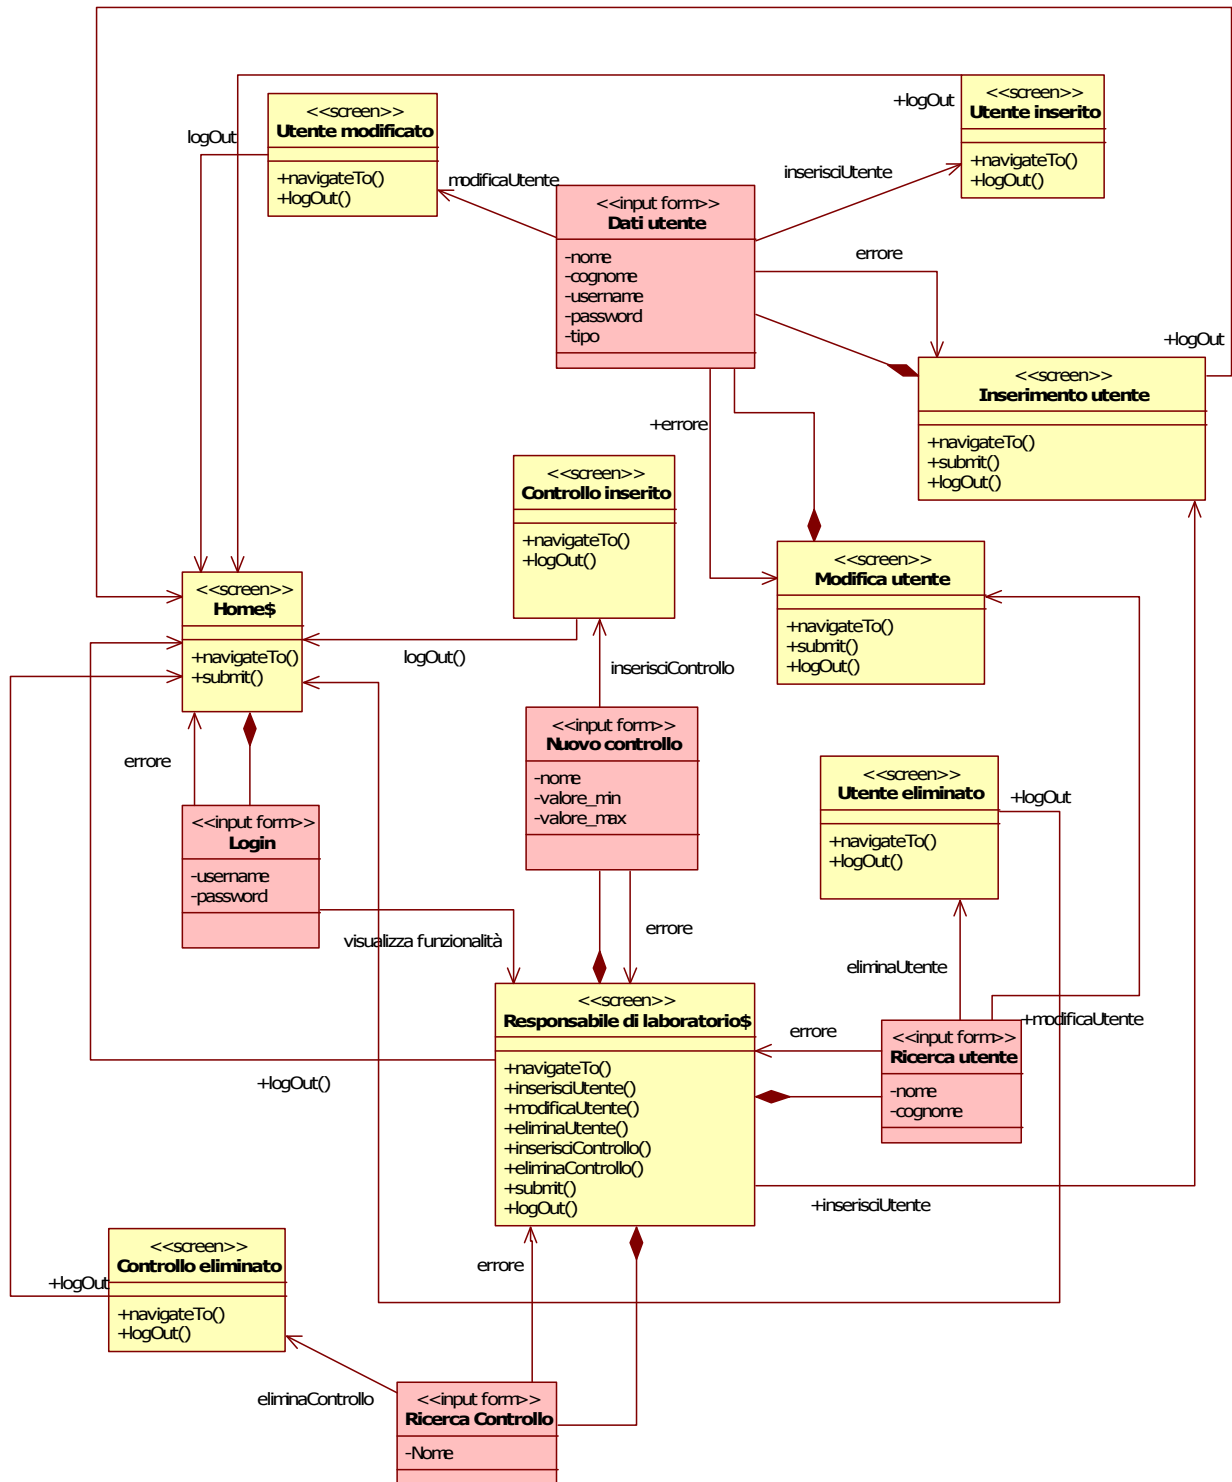 <<screen>>
Utente inserito
+navigateTo()
+logOut()
+logOut
<<screen>>
Utente modificato
+navigateTo()
+logOut()
logOut
modificaUtente
inserisciUtente
<<input form>>
Dati utente
-nome
-cognome
-username
-password
-tipo
errore
+logOut
<<screen>>
Inserimento utente
+navigateTo()
+submit()
+logOut()
+errore
<<screen>>
Controllo inserito
+navigateTo()
+logOut()
<<screen>>
Modifica utente
+navigateTo()
+submit()
+logOut()
<<screen>>
Home$
+navigateTo()
+submit()
logOut()
inserisciControllo
<<input form>>
Nuovo controllo
-nome
-valore_min
-valore_max
errore
<<screen>>
Utente eliminato
+navigateTo()
+logOut()
+logOut
<<input form>>
Login
-username
-password
visualizza funzionalità
errore
eliminaUtente
<<screen>>
Responsabile di laboratorio$
+navigateTo()
+inserisciUtente()
+modificaUtente()
+eliminaUtente()
+inserisciControllo()
+eliminaControllo()
+submit()
+logOut()
errore
+modificaUtente
<<input form>>
Ricerca utente
-nome
-cognome
+logOut()
+inserisciUtente
<<screen>>
Controllo eliminato
+navigateTo()
+logOut()
+logOut
errore
eliminaControllo
<<input form>>
Ricerca Controllo
-Nome